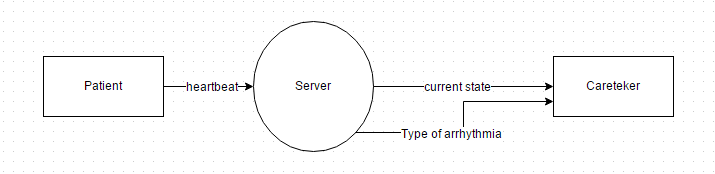 Patient
heartbeat
Server
current state
Careteker
Type of arrhythmia